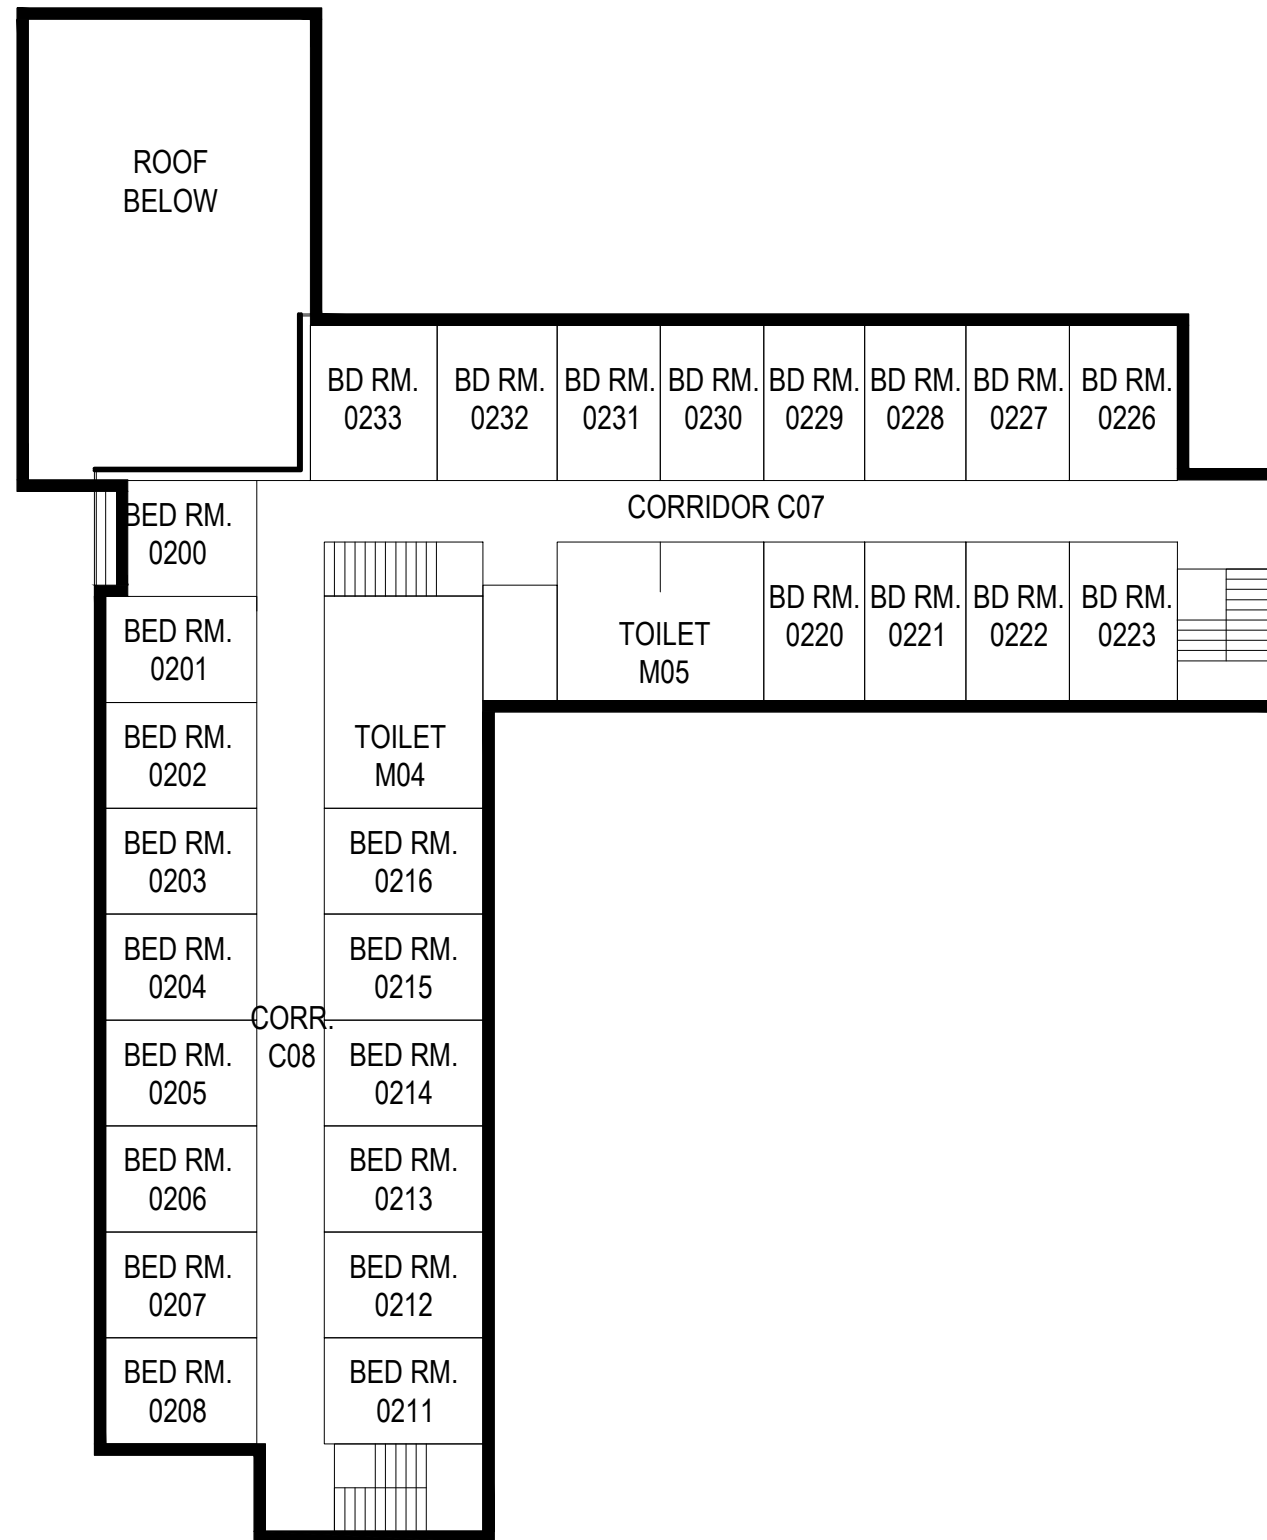 ROOF
BELOW
BD RM.
0233
BD RM.
0232
BD RM.
0231
BD RM.
0230
BD RM.
0229
BD RM.
0228
BD RM.
0227
BD RM.
0226
CORRIDOR C07
BED RM.
0200
BED RM.
0201
BED RM.
0202
BED RM.
0203
BED RM.
0204
BED RM.
0205
BED RM.
0206
BED RM.
0207
BED RM.
0208
CORR.
C08
TOILET
M04
BED RM.
0216
BED RM.
0215
BED RM.
0214
BED RM.
0213
BED RM.
0212
BED RM.
0211
TOILET
M05
BD RM.
0220
BD RM.
0221
BD RM.
0222
BD RM.
0223